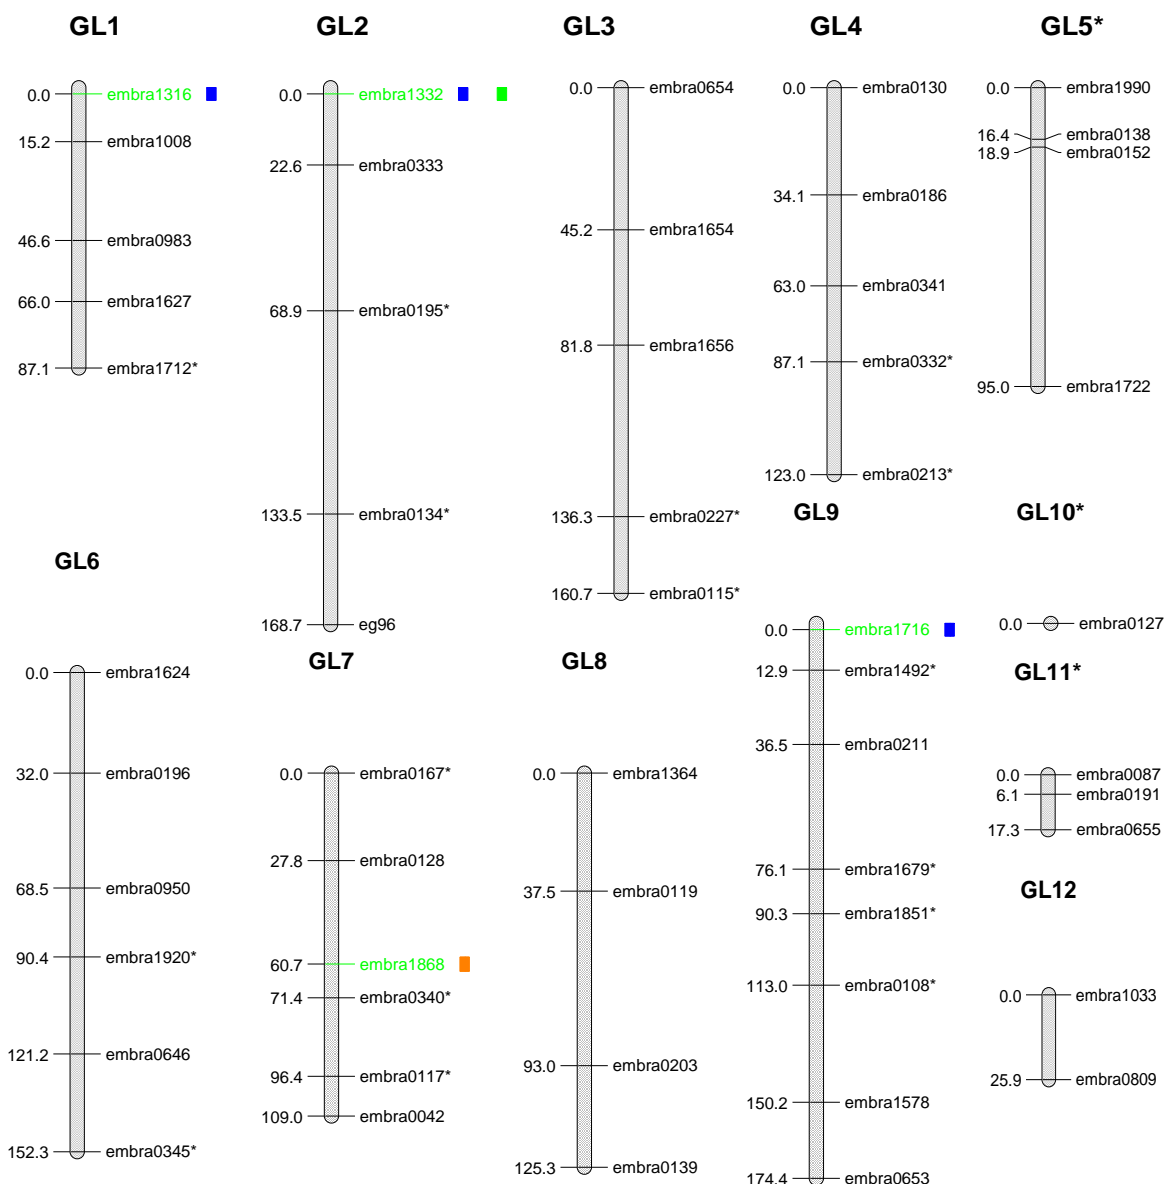 GL1
0.0 embra1316
15.2 embra1008
46.6 embra0983
66.0 embra1627
87.1 embra1712*
GL2
0.0 embra1332
22.6 embra0333
68.9 embra0195*
133.5 embra0134*
168.7 eg96
GL3
0.0 embra0654
45.2 embra1654
81.8 embra1656
136.3 embra0227*
160.7 embra0115*
GL4
0.0 embra0130
34.1 embra0186
63.0 embra0341
87.1 embra0332*
123.0 embra0213*
GL5*
0.0 embra1990
16.4 embra0138
18.9 embra0152
95.0 embra1722
GL6
0.0 embra1624
32.0 embra0196
68.5 embra0950
90.4 embra1920*
121.2 embra0646
152.3 embra0345*
GL7
0.0 embra0167*
27.8 embra0128
60.7 embra1868
71.4 embra0340*
96.4 embra0117*
109.0 embra0042
GL8
0.0 embra1364
37.5 embra0119
93.0 embra0203
125.3 embra0139
GL9
0.0 embra1716
12.9 embra1492*
36.5 embra0211
76.1 embra1679*
90.3 embra1851*
113.0 embra0108*
150.2 embra1578
174.4 embra0653
GL10*
0.0 embra0127
GL11*
0.0 embra0087
6.1 embra0191
17.3 embra0655
GL12
0.0 embra1033
25.9 embra0809